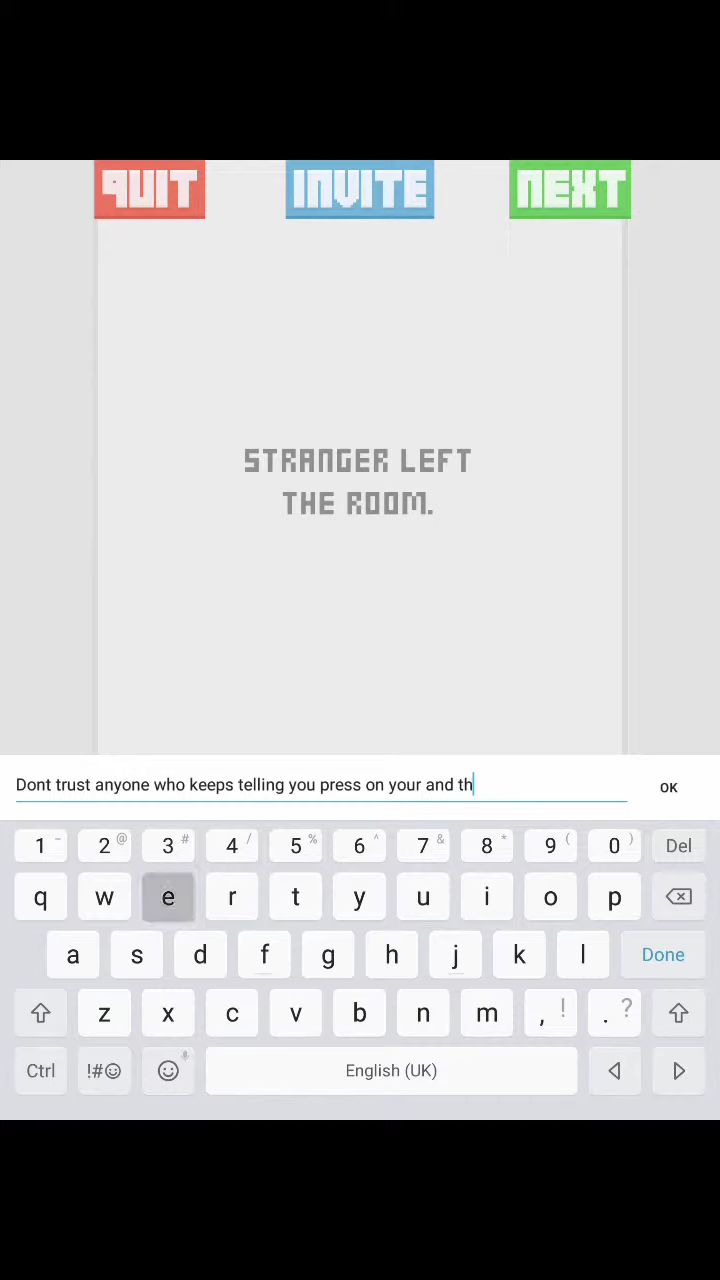 QUIT INVITE NEXT
STRANGER LEFT
THE ROOM.
Dont trust anyone who keeps telling you press on your and th OK
1 - 2 @ 3 # 4 / 5 % 6 ^ 7 & 8 * 9 ( 0 ) Del
q w e r t y u i o p
a s d f g h j k l Done
z x c v b n m , ! . ?
Ctrl !#☺ English (UK)